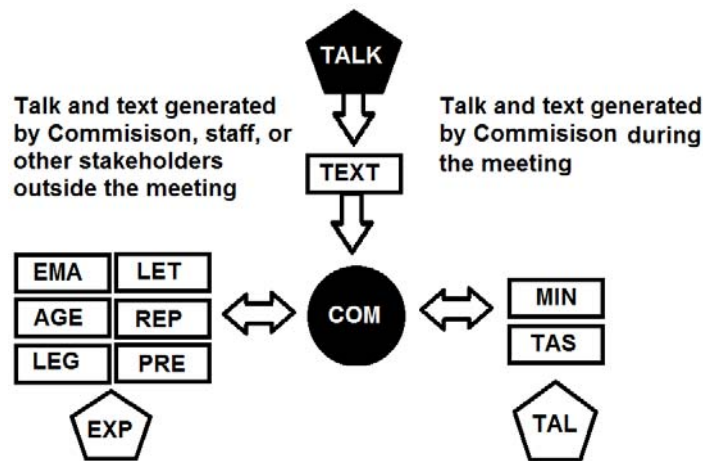 TALK
Talk and text generated
by Commisison, staff, or
other stakeholders
outside the meeting
Talk and text generated
by Commisison during
the meeting
TEXT
EMA LET
AGE REP
LEG PRE
EXP
COM
MIN
TAS
TAL